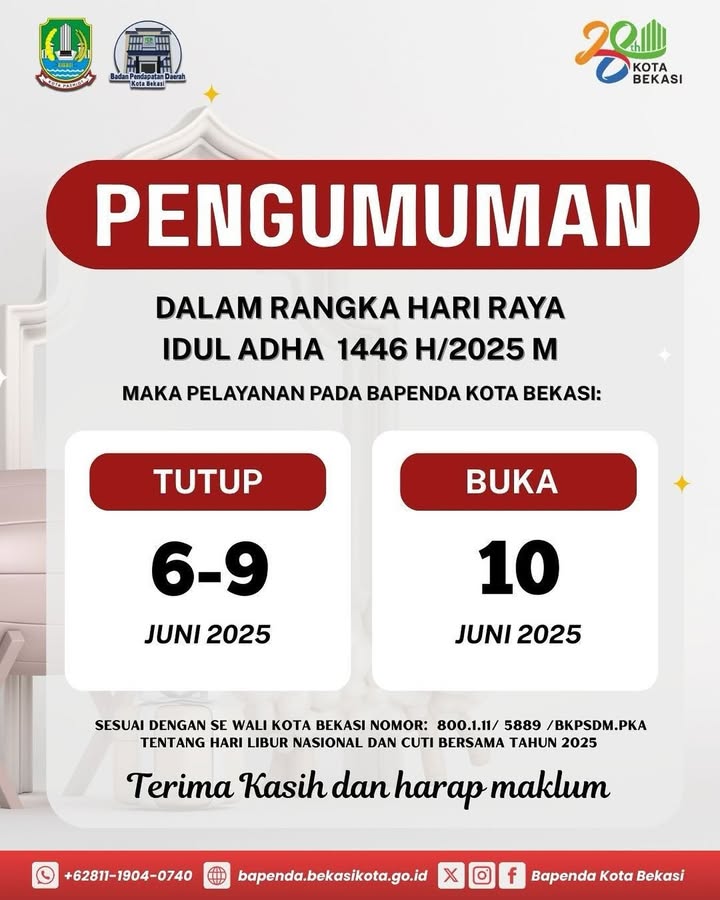 KOTA PATRIOT
Badan Pendapatan Daerah
Kota Bekasi
28th
KOTA
BEKASI
PENGUMUMAN
DALAM RANGKA HARI RAYA
IDUL ADHA 1446 H/2025 M
MAKA PELAYANAN PADA BAPENDA KOTA BEKASI:
TUTUP
6-9
JUNI 2025
BUKA
10
JUNI 2025
SESUAI DENGAN SE WALI KOTA BEKASI NOMOR: 800.1.11/ 5889 /BKPSDM.PKA
TENTANG HARI LIBUR NASIONAL DAN CUTI BERSAMA TAHUN 2025
Terima Kasih dan harap maklum
+62811-1904-0740 bapenda.bekasikota.go.id Bapenda Kota Bekasi